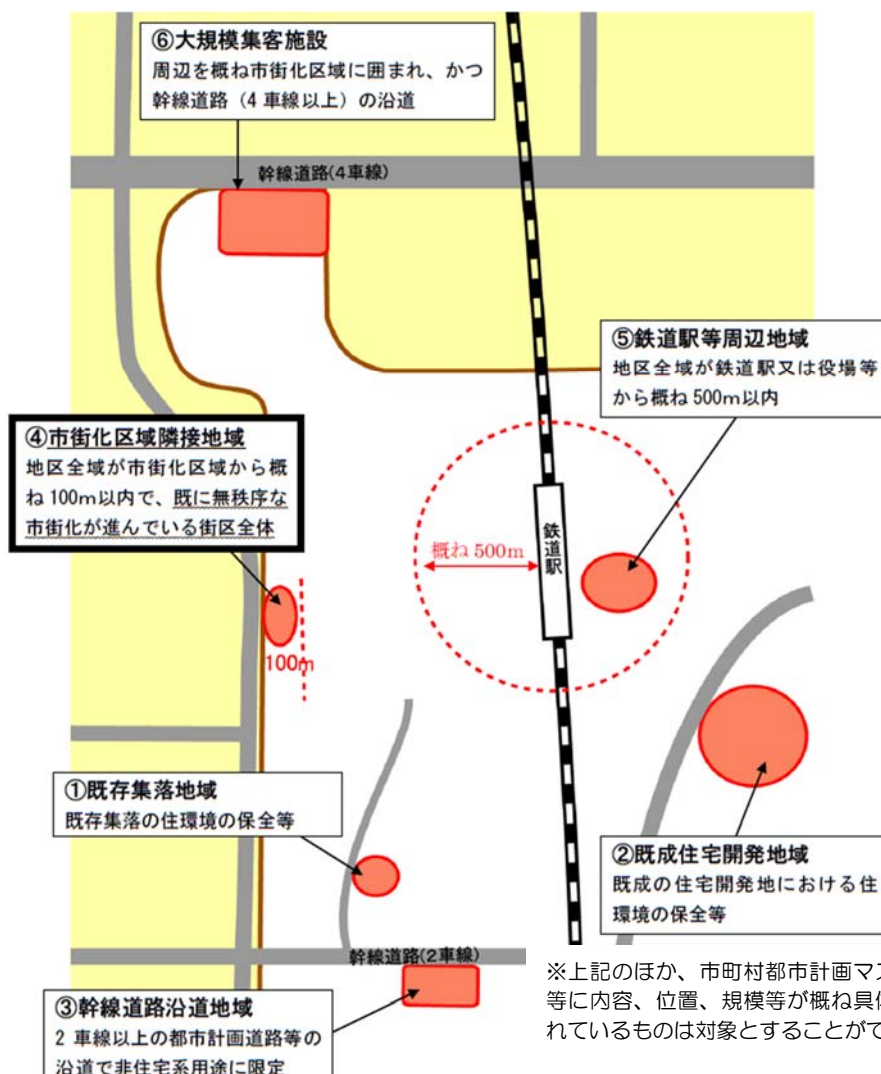 ⑥大規模集客施設
周辺を概ね市街化区域に囲まれ、かつ
幹線道路（4 車線以上）の沿道
幹線道路(4車線)
⑤鉄道駅等周辺地域
地区全域が鉄道駅又は役場等
から概ね 500m以内
④市街化区域隣接地域
地区全域が市街化区域から概
ね 100m以内で、既に無秩序な
市街化が進んでいる街区全体
概ね 500m
鉄道駅
100m
①既存集落地域
既存集落の住環境の保全等
②既成住宅開発地域
既成の住宅開発地における住
環境の保全等
幹線道路(2車線)
③幹線道路沿道地域
2 車線以上の都市計画道路等の
沿道で非住宅系用途に限定
※上記のほか、市町村都市計画マス
等に内容、位置、規模等が概ね具体
れているものは対象とすることがで